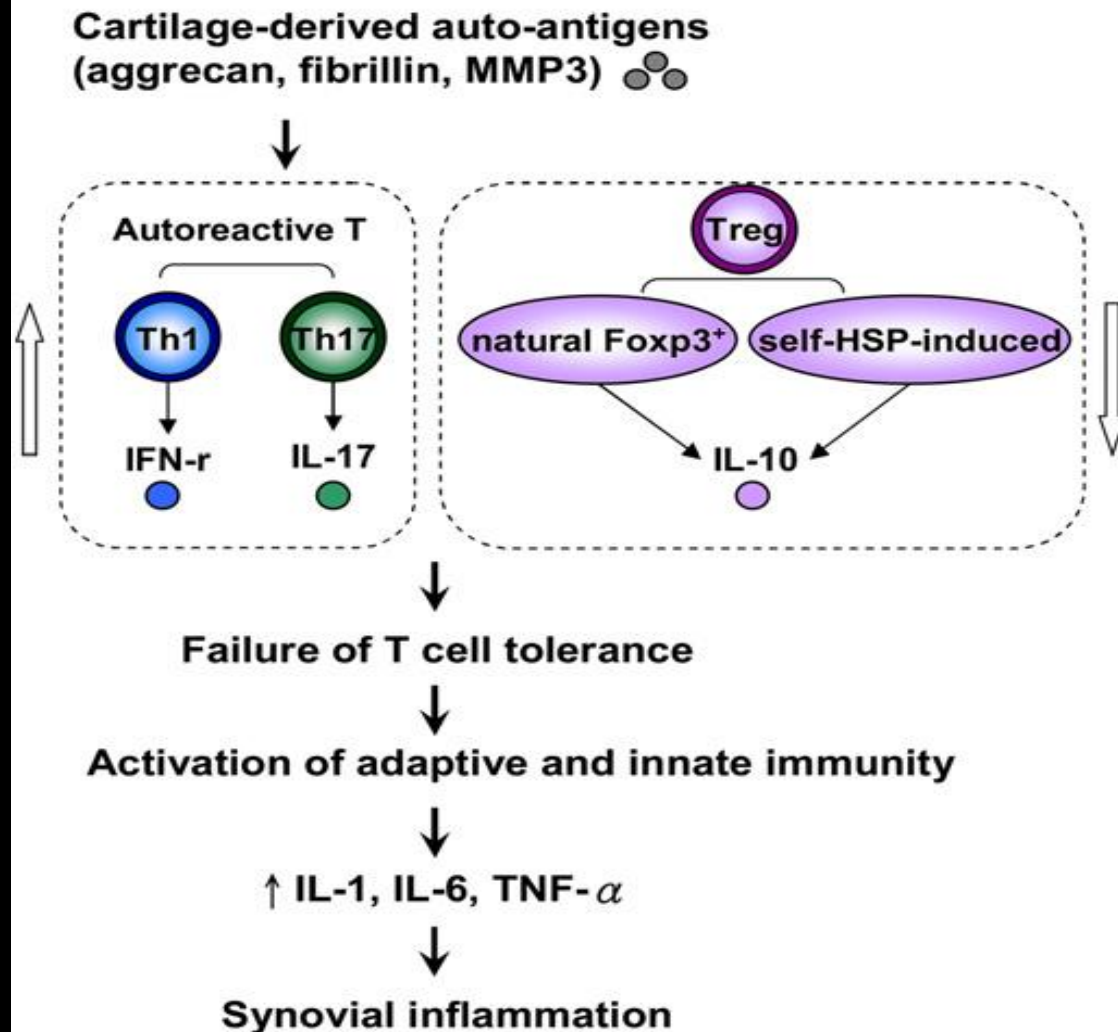 Cartilage-derived auto-antigens
(aggrecan, fibrillin, MMP3)
Autoreactive T
Treg
Th1
Th17
natural Foxp3⁺
self-HSP-induced
IFN-r
IL-17
IL-10
Failure of T cell tolerance
Activation of adaptive and innate immunity
↑ IL-1, IL-6, TNF-α
Synovial inflammation